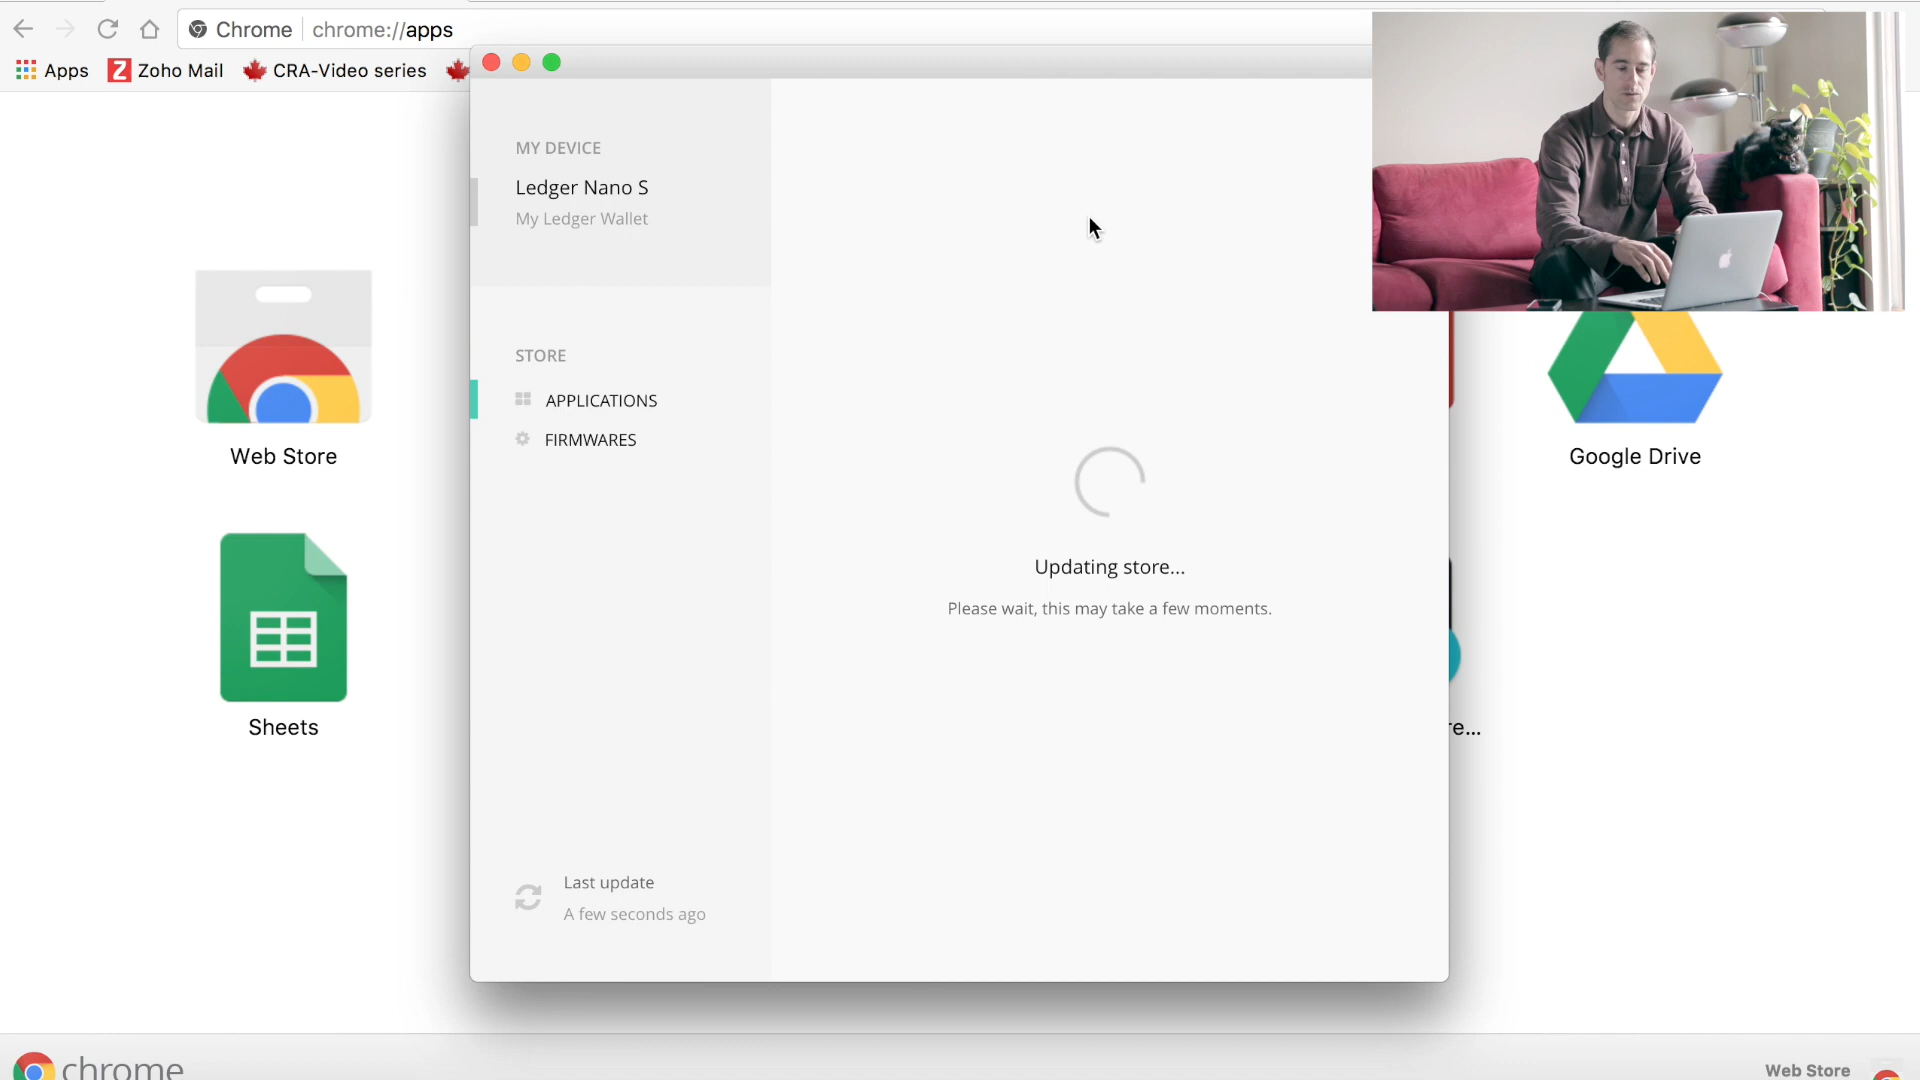 Chrome
chrome://apps
Apps
Zoho Mail
CRA-Video series
MY DEVICE
Ledger Nano S
My Ledger Wallet
STORE
APPLICATIONS
FIRMWARES
Updating store...
Please wait, this may take a few moments.
Last update
A few seconds ago
Web Store
Google Drive
Sheets
re...
chrome
Web Store